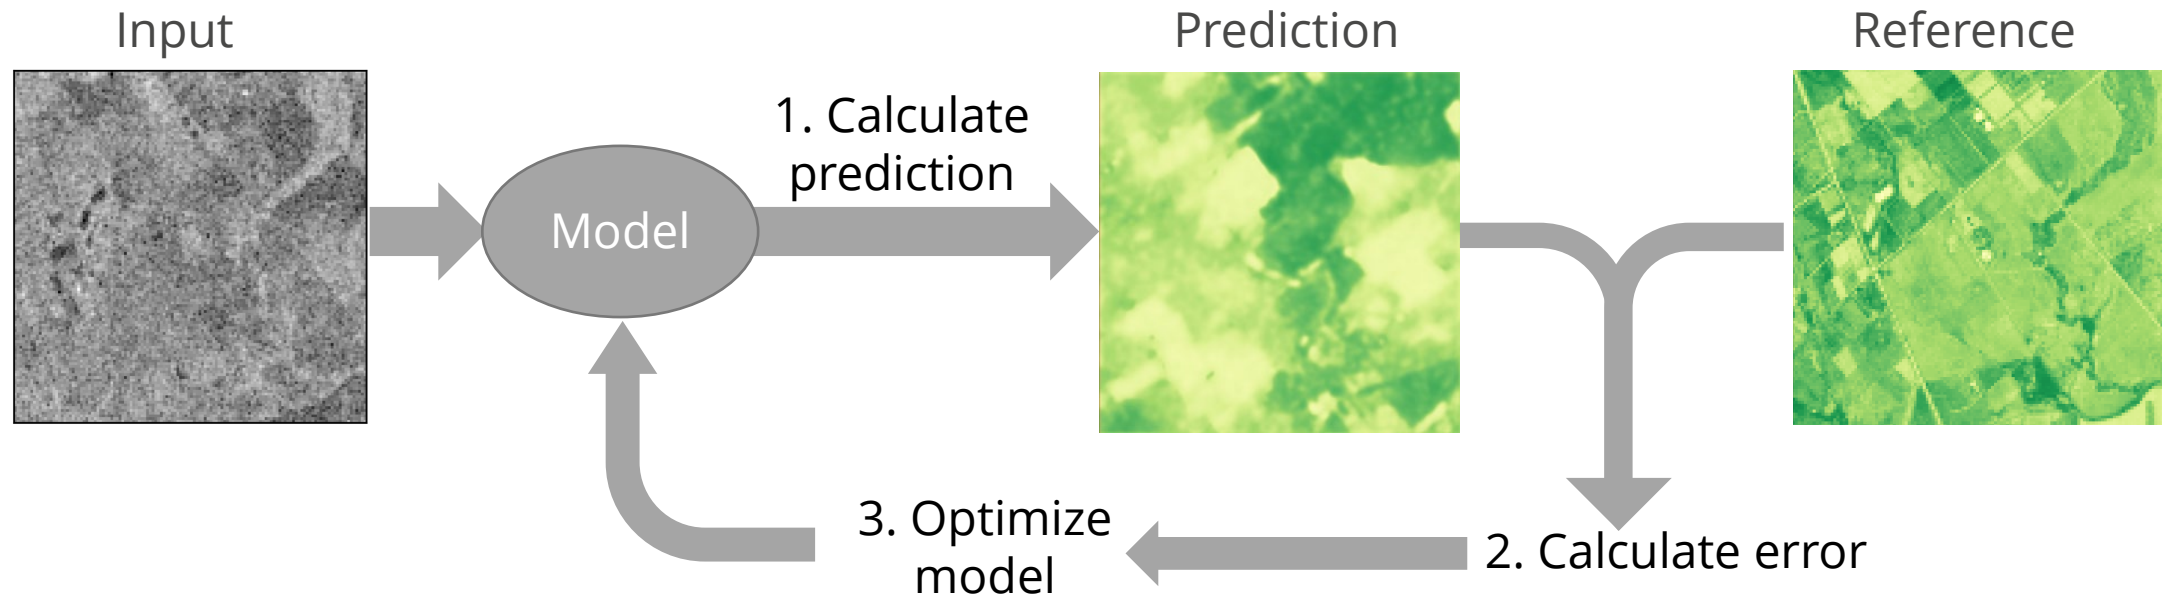 Input
Prediction
Reference
1. Calculate
prediction
Model
3. Optimize
model
2. Calculate error